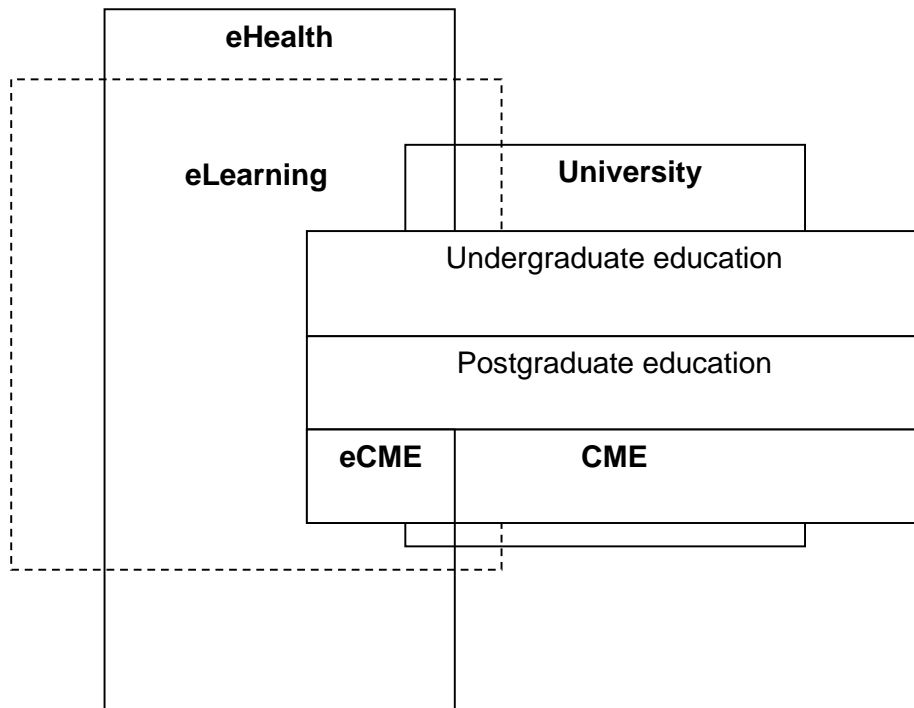 eHealth
eLearning
University
Undergraduate education
Postgraduate education
eCME
CME